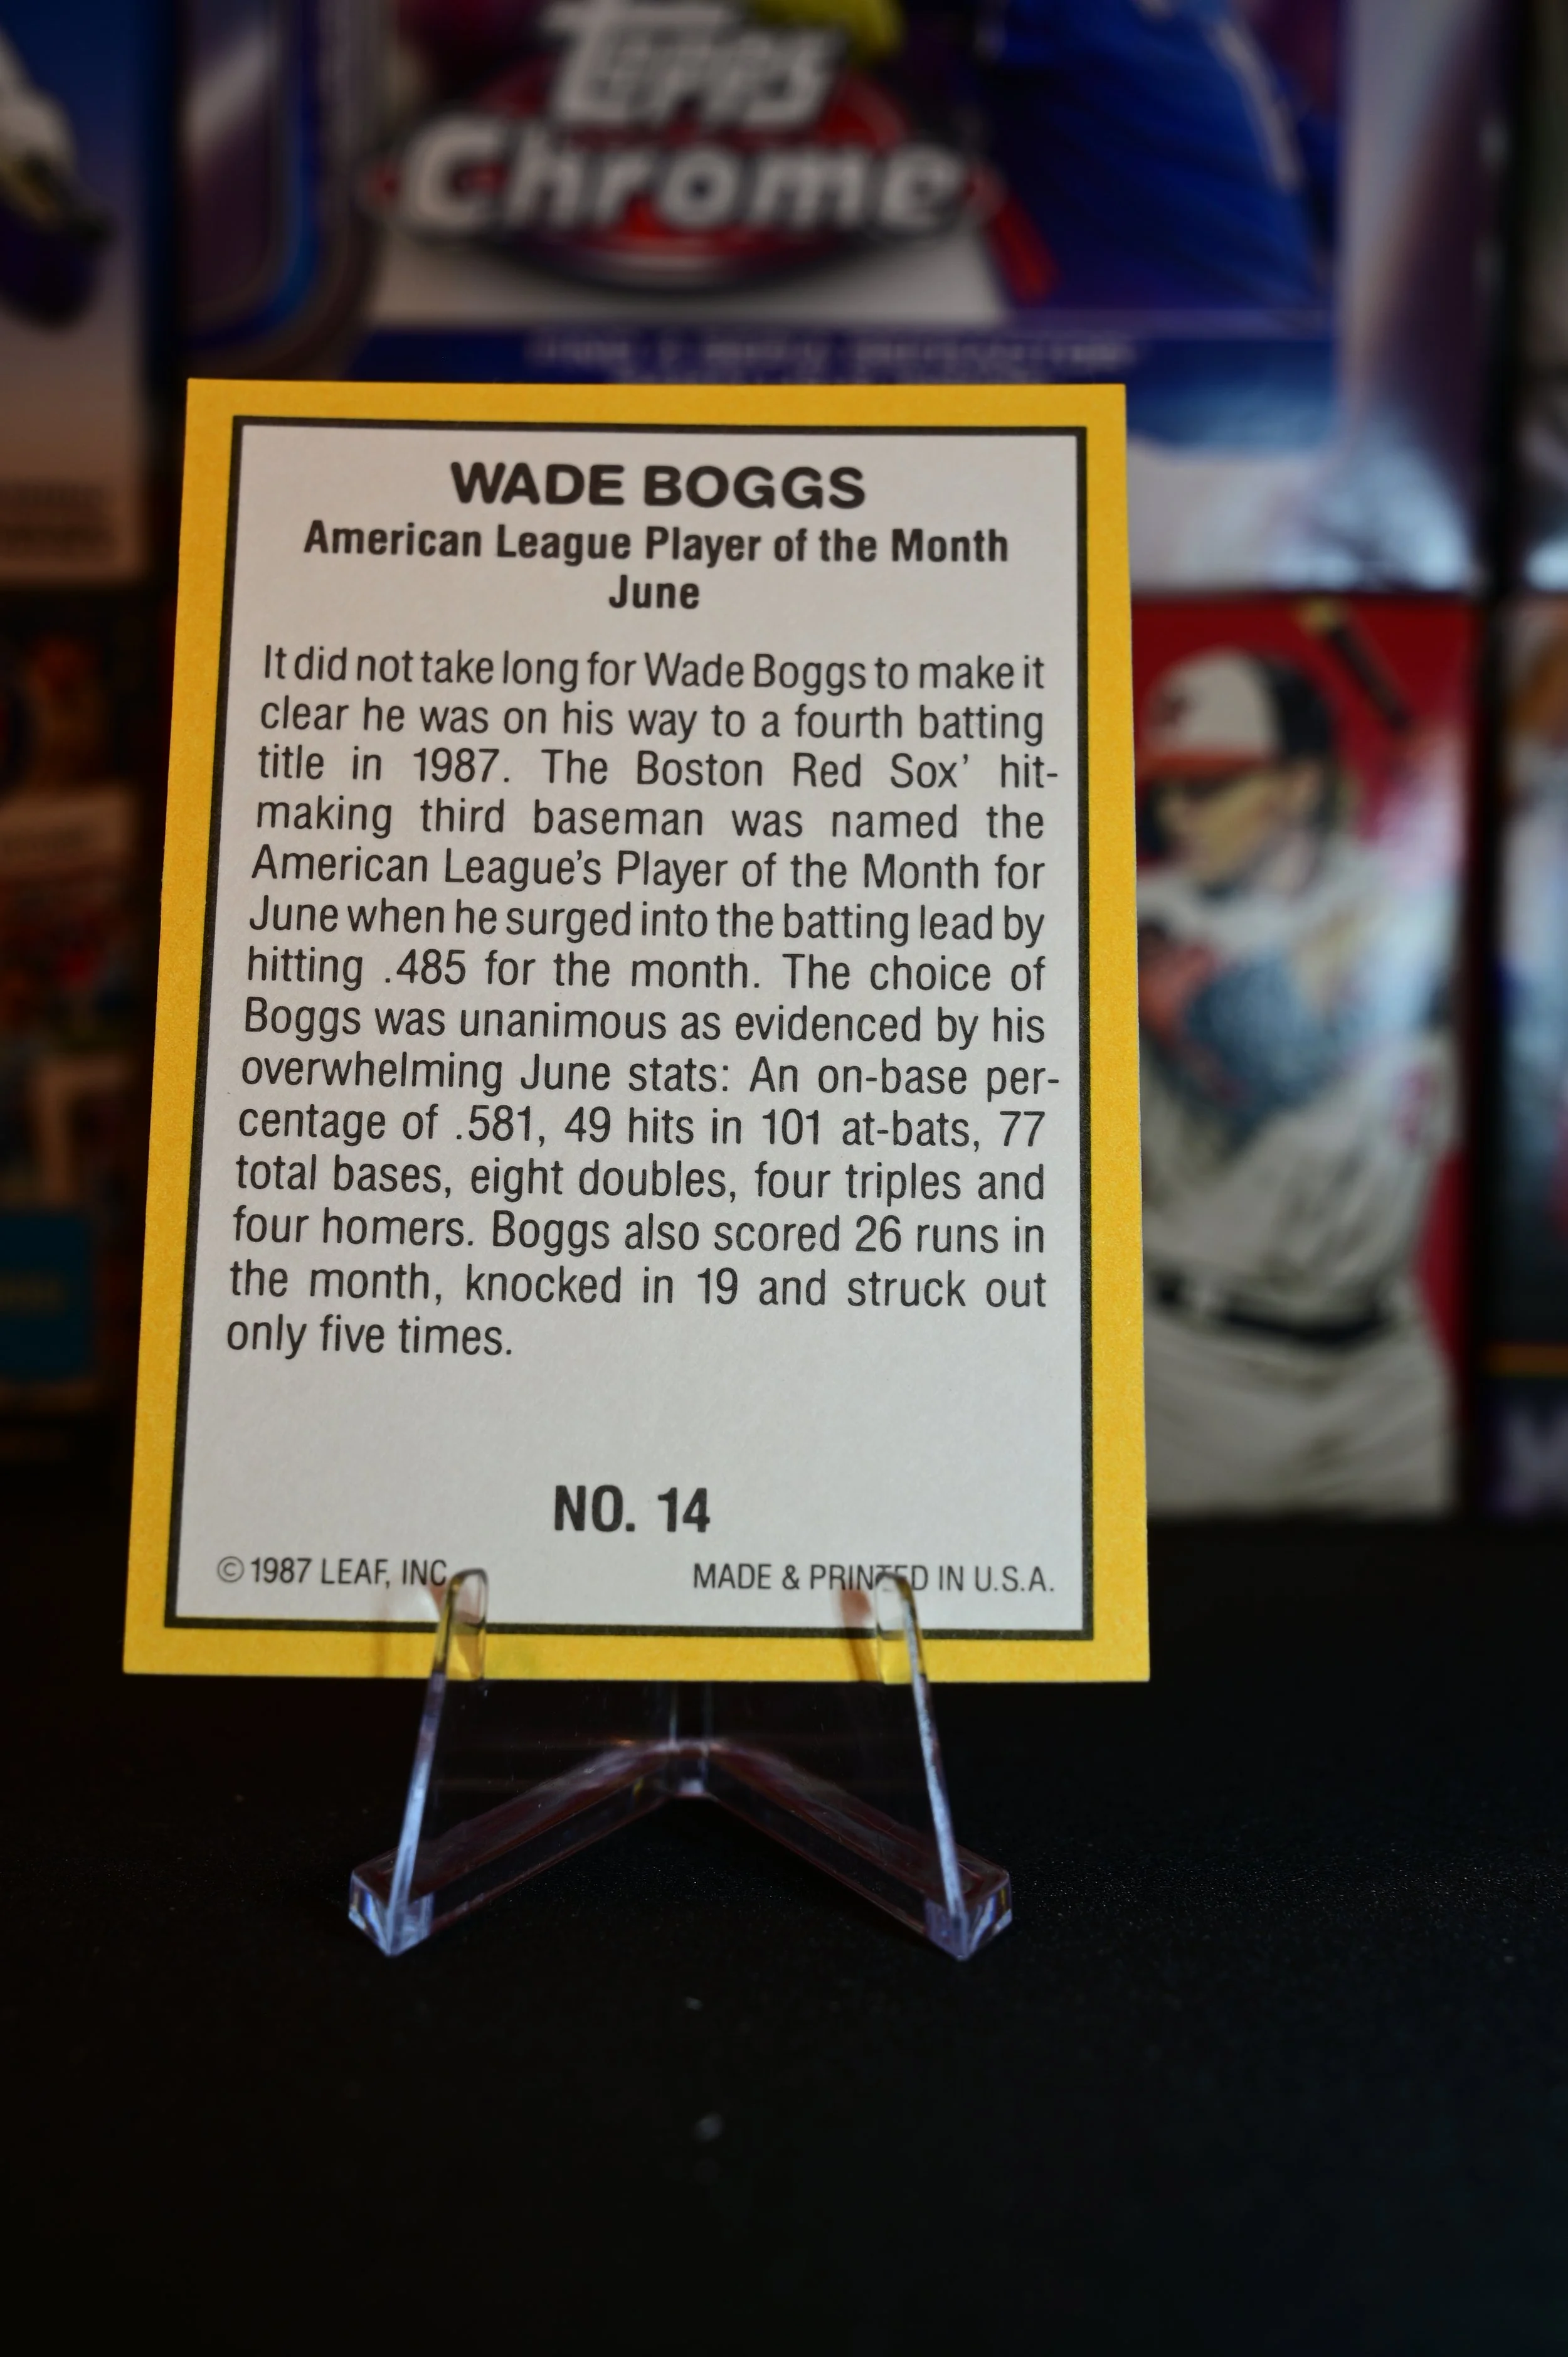 Topps
Chrome
WADE BOGGS
American League Player of the Month
June
It did not take long for Wade Boggs to make it
clear he was on his way to a fourth batting
title in 1987. The Boston Red Sox’ hit-
making third baseman was named the
American League’s Player of the Month for
June when he surged into the batting lead by
hitting .485 for the month. The choice of
Boggs was unanimous as evidenced by his
overwhelming June stats: An on-base per-
centage of .581, 49 hits in 101 at-bats, 77
total bases, eight doubles, four triples and
four homers. Boggs also scored 26 runs in
the month, knocked in 19 and struck out
only five times.
NO. 14
©1987 LEAF, INC.
MADE & PRINTED IN U.S.A.